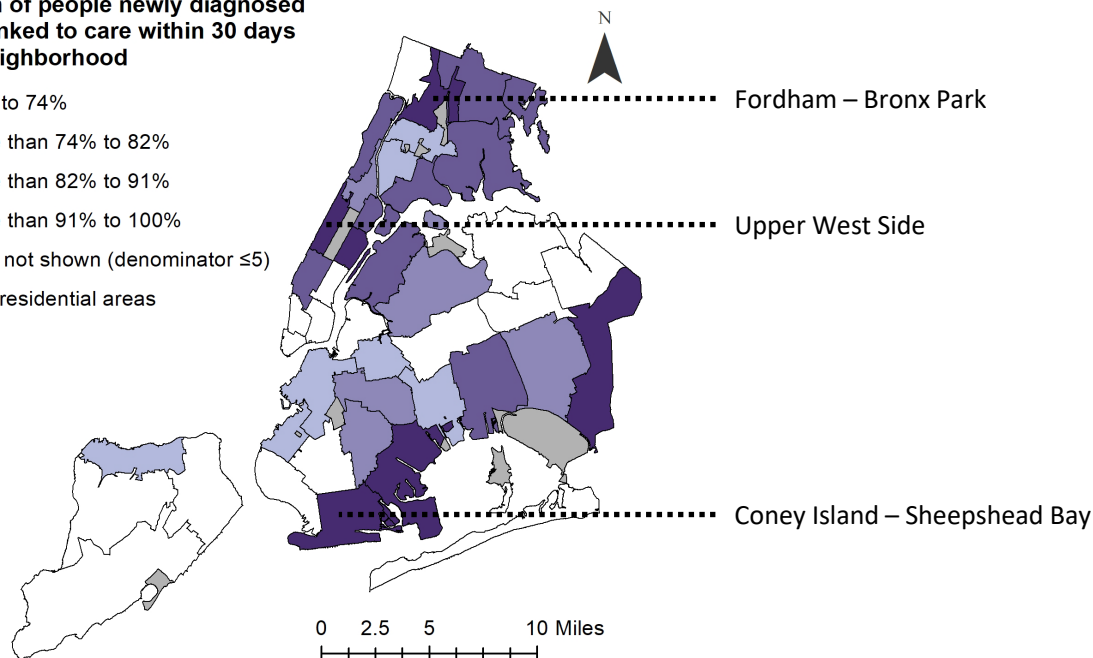 of people newly diagnosed
linked to care within 30 days
neighborhood
to 74%
than 74% to 82%
than 82% to 91%
than 91% to 100%
not shown (denominator ≤5)
residential areas
N
Fordham – Bronx Park
Upper West Side
Coney Island – Sheepshead Bay
0 2.5 5 10 Miles